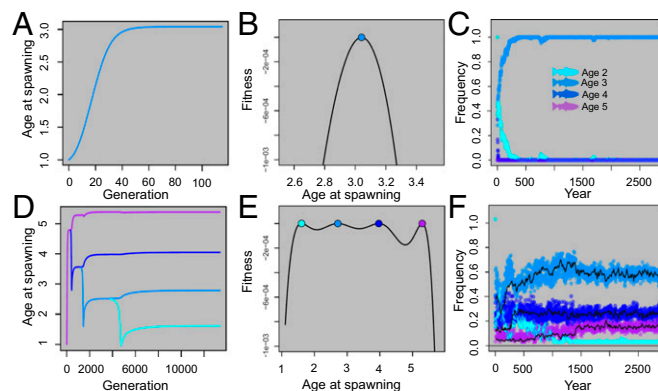 A
Age at spawning
3.0
2.5
2.0
1.5
1.0
0 20 40 60 80 100
Generation
B
Fitness
-2e-04
-6e-04
-1e-03
2.6 2.8 3.0 3.2 3.4
Age at spawning
C
Frequency
1.0
0.8
0.6
0.4
0.2
0.0
Age 2
Age 3
Age 4
Age 5
0 500 1500 2500
Year
D
Age at spawning
5
4
3
2
1
0 2000 6000 10000
Generation
E
Fitness
-2e-04
-6e-04
-1e-03
1 2 3 4 5
Age at spawning
F
Frequency
1.0
0.8
0.6
0.4
0.2
0.0
0 500 1500 2500
Year